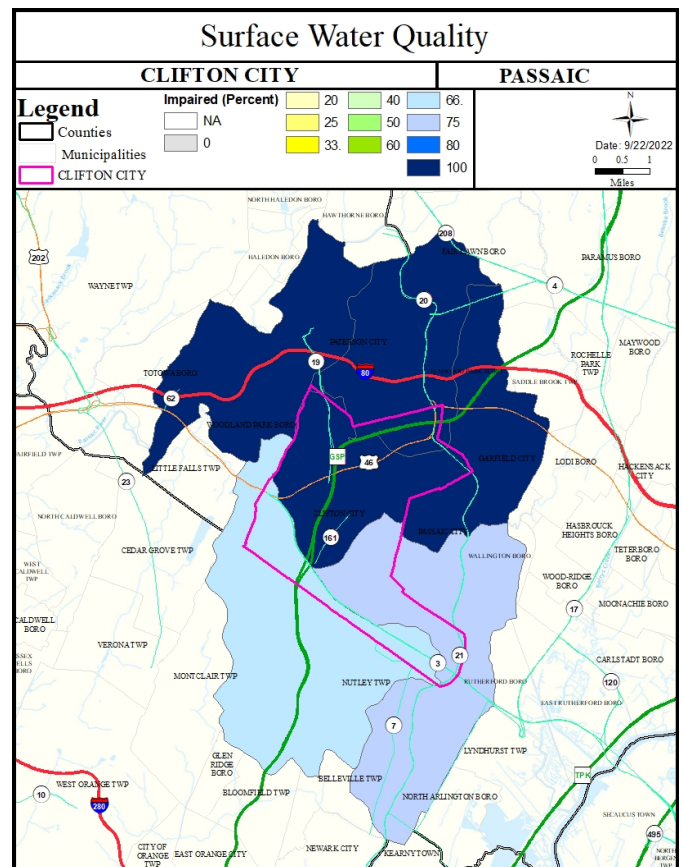 Surface Water Quality
CLIFTON CITY
PASSAIC
Legend
Counties
Municipalities
CLIFTON CITY
Impaired (Percent)
NA
0
20
25
33.
40
50
60
66.
75
80
100
N
Date: 9/22/2022
0 0.5 1
Miles
NORTH HALEDON BORO
HAWTHORNE BORO
208
202
HALEDON BORO
PARAMUS BORO
WAYNE TWP
4
20
PATERSON CITY
MAYWOOD
BORO
19
ROCHELLE
PARK
TWP
TOTOWA BORO
80
SADDLE BROOK TWP
62
WOODLAND PARK BORO
GSP
46
GARFIELD CITY
LODI BORO
LITTLE FALLS TWP
HACKENSACK
CITY
23
NORTH CALDWELL BORO
CLIFTON CITY
161
HASBROUCK
HEIGHTS BORO
CEDAR GROVE TWP
WALLINGTON BORO
TETERBORO
BORO
WEST
CALDWELL
TWP
WOOD-RIDGE
BORO
17
MOONACHIE BORO
VERONA TWP
3
21
CARLSTADT BORO
MONTCLAIR TWP
NUTLEY TWP
RUTHERFORD BORO
120
EAST RUTHERFORD BORO
7
GLEN
RIDGE
BORO
LYNDHURST TWP
WEST ORANGE TWP
BELLEVILLE TWP
TPK
BLOOMFIELD TWP
NORTH ARLINGTON BORO
10
280
SECAUCUS TOWN
495
CITY OF
ORANGE
TWP
EAST ORANGE CITY
NEWARK CITY
KEARNY TOWN